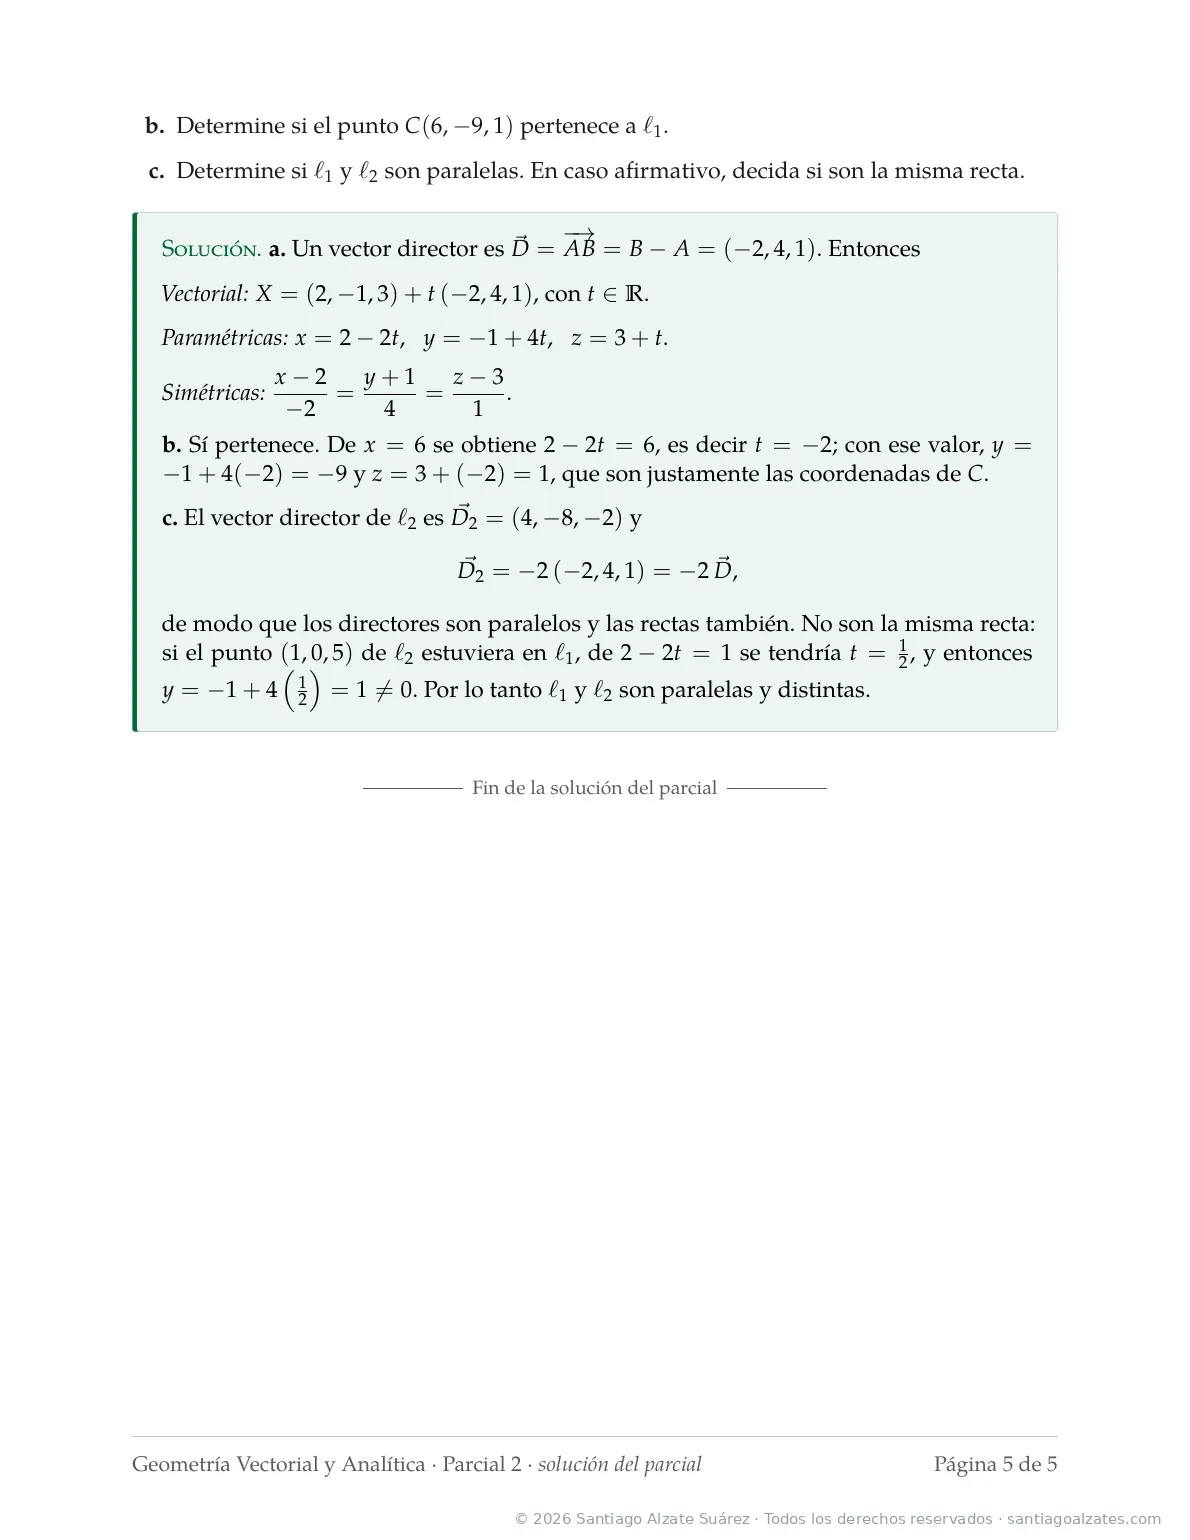 b. Determine si el punto C(6, −9, 1) pertenece a ℓ₁.
c. Determine si ℓ₁ y ℓ₂ son paralelas. En caso afirmativo, decida si son la misma recta.
Solución. a. Un vector director es D⃗ = A⃗B⃗ = B − A = (−2, 4, 1). Entonces
Vectorial: X = (2, −1, 3) + t (−2, 4, 1), con t ∈ ℝ.
Paramétricas: x = 2 − 2t, y = −1 + 4t, z = 3 + t.
Simétricas: (x − 2)/(−2) = (y + 1)/4 = (z − 3)/1.
b. Sí pertenece. De x = 6 se obtiene 2 − 2t = 6, es decir t = −2; con ese valor, y =
−1 + 4(−2) = −9 y z = 3 + (−2) = 1, que son justamente las coordenadas de C.
c. El vector director de ℓ₂ es D⃗₂ = (4, −8, −2) y
D⃗₂ = −2 (−2, 4, 1) = −2 D⃗,
de modo que los directores son paralelos y las rectas también. No son la misma recta:
si el punto (1, 0, 5) de ℓ₂ estuviera en ℓ₁, de 2 − 2t = 1 se tendría t = 1/2, y entonces
y = −1 + 4 (1/2) = 1 ≠ 0. Por lo tanto ℓ₁ y ℓ₂ son paralelas y distintas.
Fin de la solución del parcial
Geometría Vectorial y Analítica · Parcial 2 · solución del parcial Página 5 de 5
© 2026 Santiago Alzate Suárez · Todos los derechos reservados · santiagoalzates.com